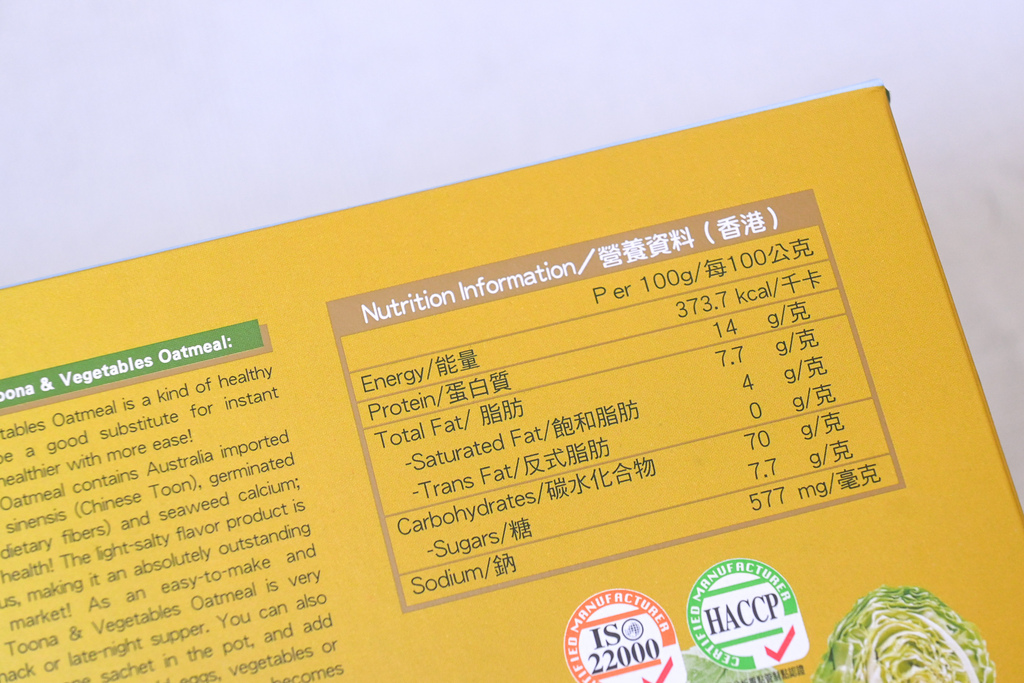 Nutrition Information/營養資料（香港）
Per 100g/每100公克
Energy/能量 373.7 kcal/千卡
Protein/蛋白質 14 g/克
Total Fat/ 脂肪 7.7 g/克
-Saturated Fat/飽和脂肪 4 g/克
-Trans Fat/反式脂肪 0 g/克
Carbohydrates/碳水化合物 70 g/克
-Sugars/糖 7.7 g/克
Sodium/鈉 577 mg/毫克
& Vegetables Oatmeal:
Oatmeal is a kind of healthy
a good substitute for instant
healthier with more ease!
Oatmeal contains Australia imported
sinensis (Chinese Toon), germinated
dietary fibers) and seaweed calcium;
health! The light-salty flavor product is
making it an absolutely outstanding
market! As an easy-to-make and
Toona & Vegetables Oatmeal is very
or late-night supper. You can also
sachet in the pot, and add
eggs, vegetables or
becomes
CERTIFIED MANUFACTURER
ISO
22000
CERTIFIED MANUFACTURER
HACCP